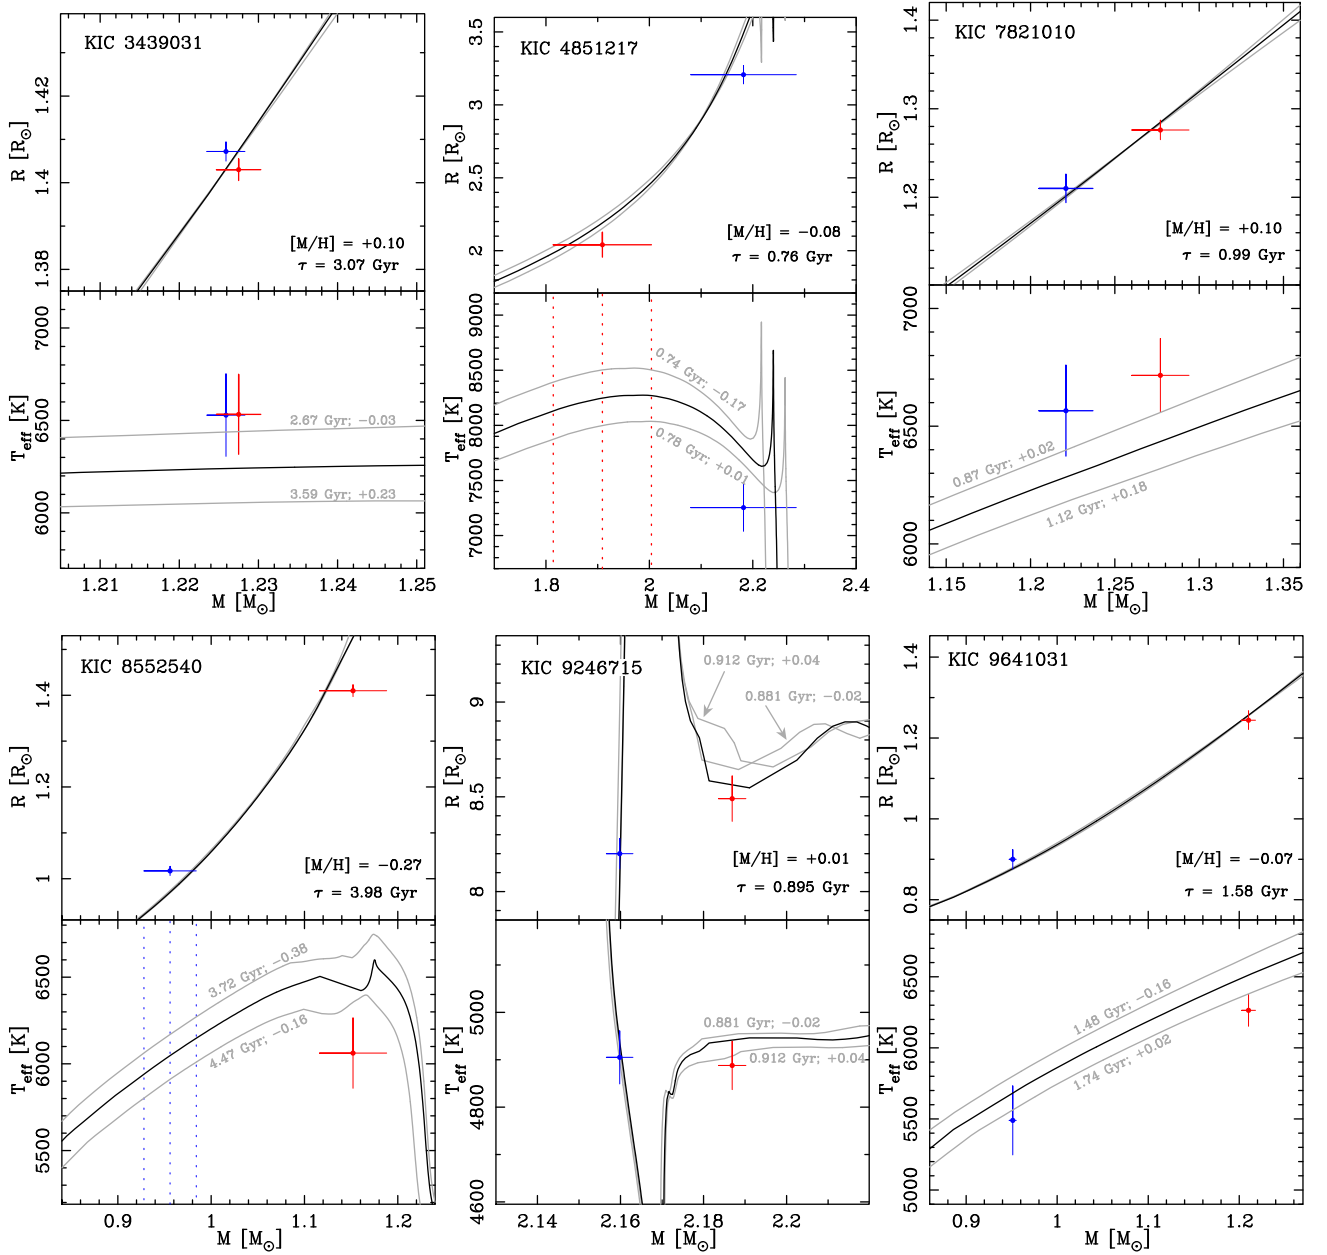 KIC 3439031
R [R⊙]
1.38
1.4
1.42
[M/H] = +0.10
τ = 3.07 Gyr
Teff [K]
6000
6500
7000
2.67 Gyr; −0.03
3.59 Gyr; +0.23
1.21
1.22
1.23
1.24
1.25
M [M⊙]
KIC 4851217
R [R⊙]
2
2.5
3
3.5
[M/H] = −0.08
τ = 0.76 Gyr
Teff [K]
7000
7500
8000
8500
9000
0.74 Gyr; −0.17
0.78 Gyr; +0.01
1.8
2
2.2
2.4
M [M⊙]
KIC 7821010
R [R⊙]
1.2
1.3
1.4
[M/H] = +0.10
τ = 0.99 Gyr
Teff [K]
6000
6500
7000
0.87 Gyr; +0.02
1.12 Gyr; +0.18
1.15
1.2
1.25
1.3
1.35
M [M⊙]
KIC 8552540
R [R⊙]
1
1.2
1.4
[M/H] = −0.27
τ = 3.98 Gyr
Teff [K]
5500
6000
6500
3.72 Gyr; −0.38
4.47 Gyr; −0.16
0.9
1
1.1
1.2
M [M⊙]
KIC 9246715
R [R⊙]
8
8.5
9
0.912 Gyr; +0.04
0.881 Gyr; −0.02
[M/H] = +0.01
τ = 0.895 Gyr
Teff [K]
4600
4800
5000
0.881 Gyr; −0.02
0.912 Gyr; +0.04
2.14
2.16
2.18
2.2
M [M⊙]
KIC 9641031
R [R⊙]
0.8
1
1.2
1.4
[M/H] = −0.07
τ = 1.58 Gyr
Teff [K]
5000
5500
6000
6500
1.48 Gyr; −0.16
1.74 Gyr; +0.02
0.9
1
1.1
1.2
M [M⊙]